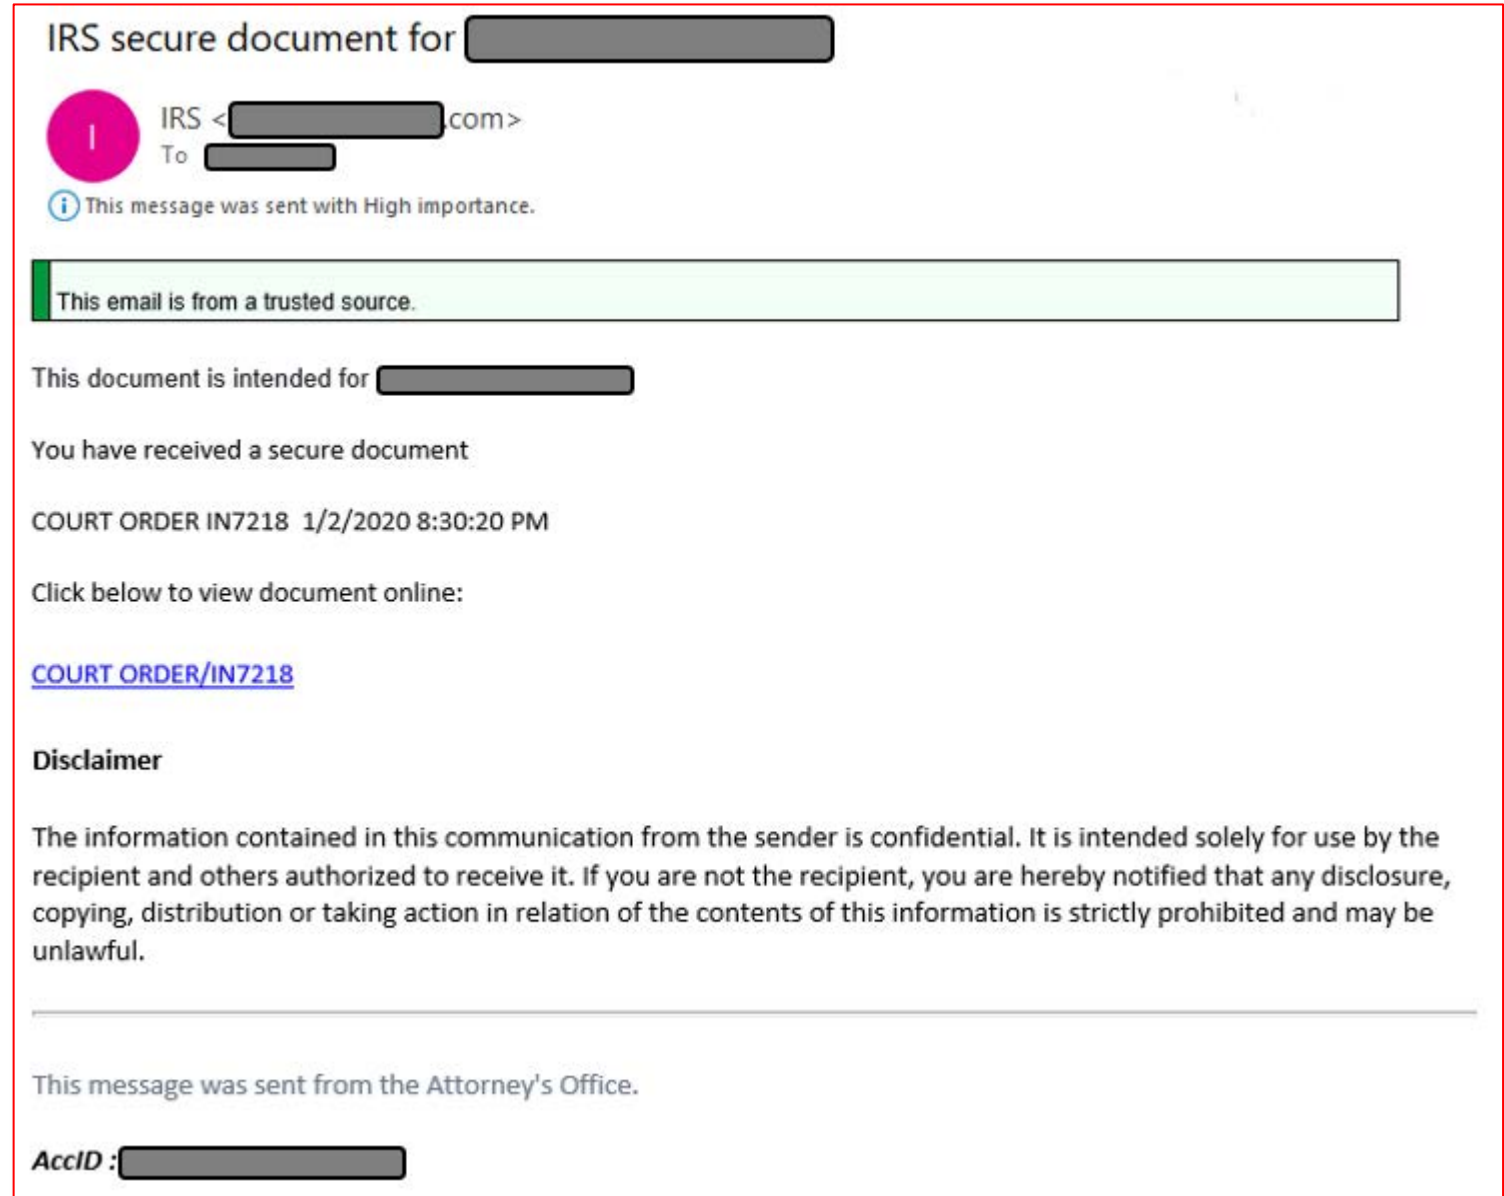 IRS secure document for
I
IRS < .com>
To
i This message was sent with High importance.
This email is from a trusted source.
This document is intended for
You have received a secure document
COURT ORDER IN7218 1/2/2020 8:30:20 PM
Click below to view document online:
COURT ORDER/IN7218
Disclaimer
The information contained in this communication from the sender is confidential. It is intended solely for use by the
recipient and others authorized to receive it. If you are not the recipient, you are hereby notified that any disclosure,
copying, distribution or taking action in relation of the contents of this information is strictly prohibited and may be
unlawful.
This message was sent from the Attorney's Office.
AccID :